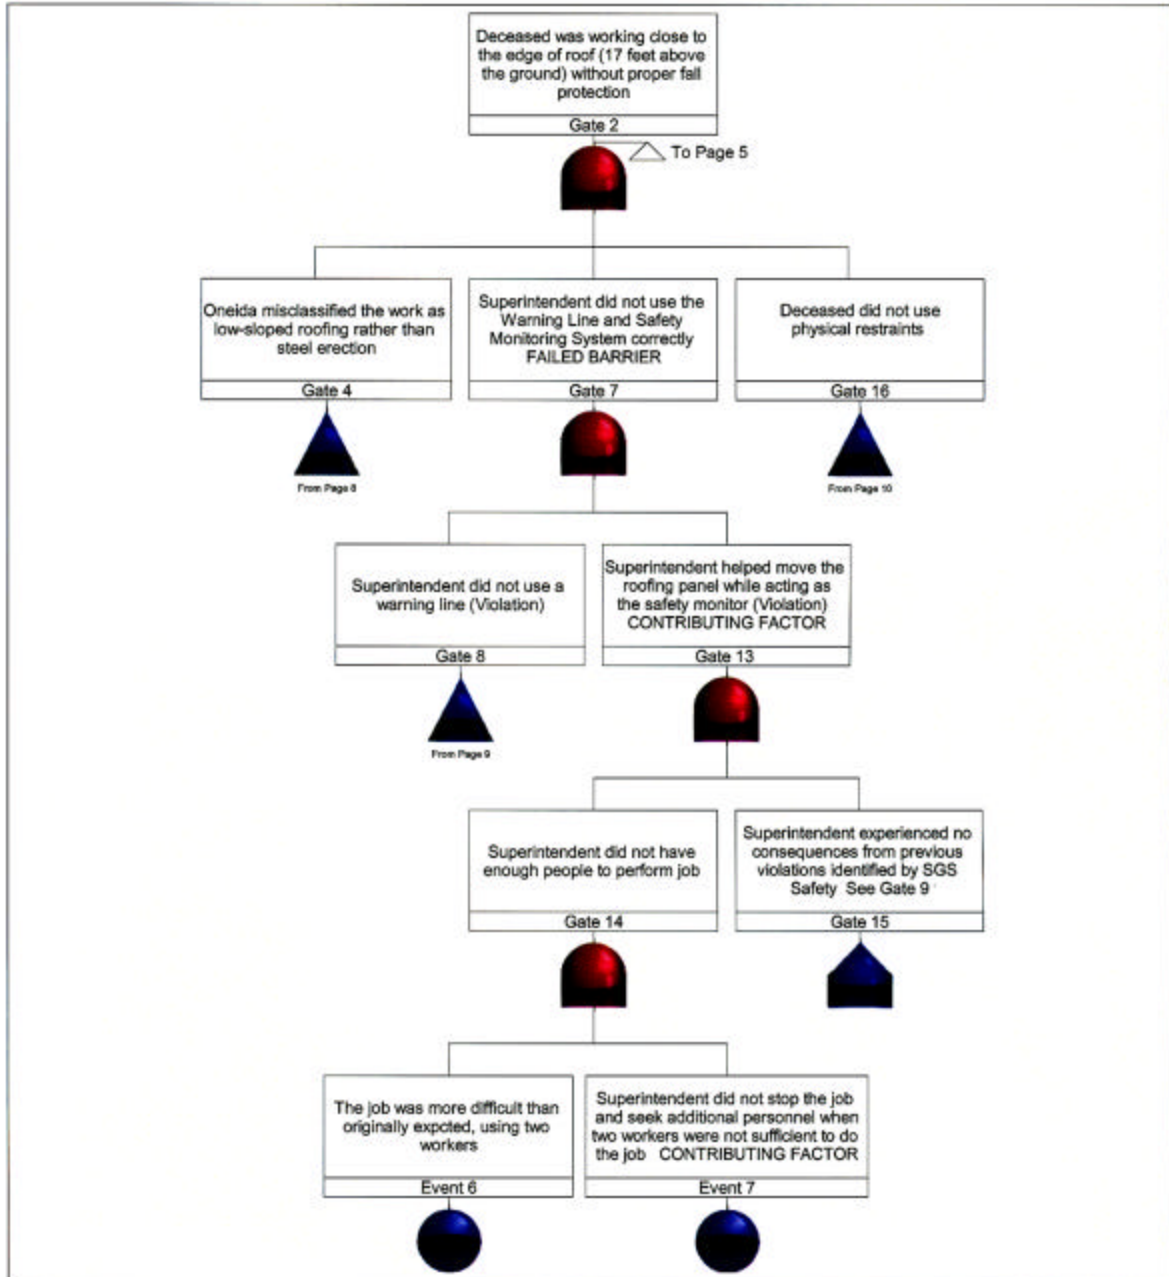 Deceased was working close to
the edge of roof (17 feet above
the ground) without proper fall
protection
Gate 2
To Page 5
Oneida misclassified the work as
low-sloped roofing rather than
steel erection
Gate 4
From Page 8
Superintendent did not use the
Warning Line and Safety
Monitoring System correctly
FAILED BARRIER
Gate 7
Deceased did not use
physical restraints
Gate 16
From Page 10
Superintendent did not use a
warning line (Violation)
Gate 8
From Page 9
Superintendent helped move the
roofing panel while acting as
the safety monitor (Violation)
CONTRIBUTING FACTOR
Gate 13
Superintendent did not have
enough people to perform job
Gate 14
Superintendent experienced no
consequences from previous
violations identified by SGS
Safety See Gate 9
Gate 15
The job was more difficult than
originally expcted, using two
workers
Event 6
Superintendent did not stop the job
and seek additional personnel when
two workers were not sufficient to do
the job CONTRIBUTING FACTOR
Event 7